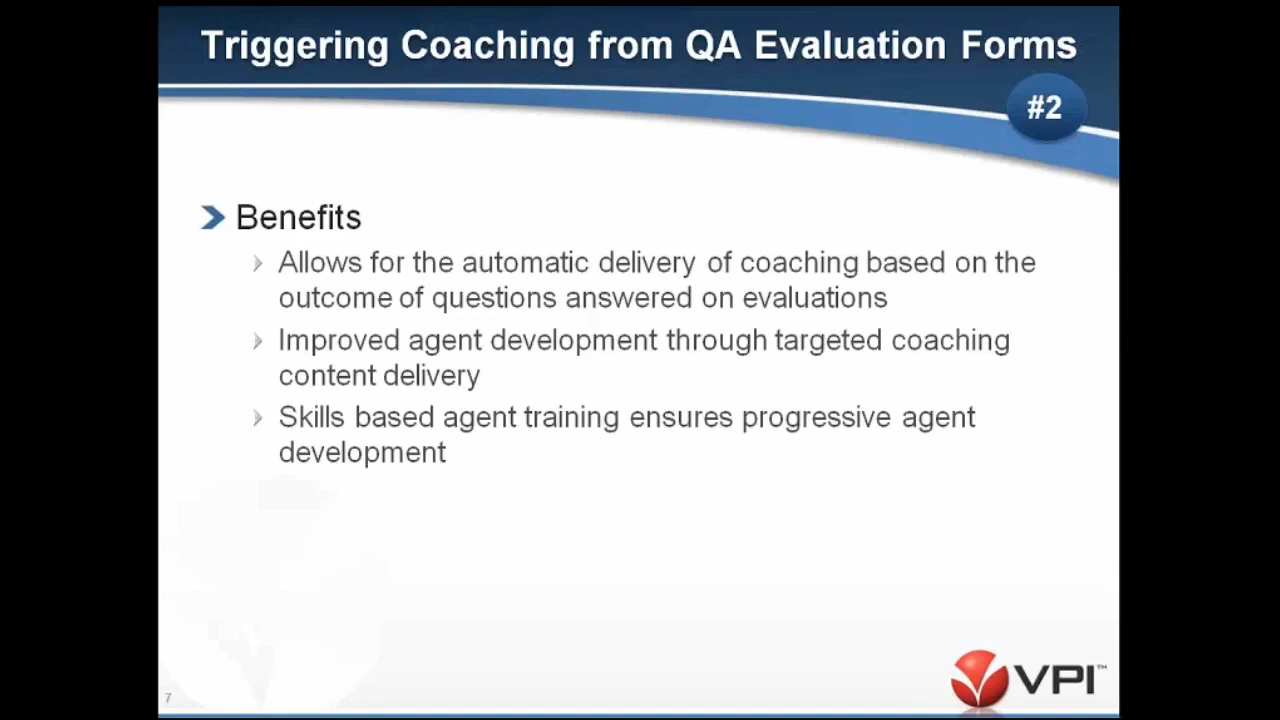 Triggering Coaching from QA Evaluation Forms
#2
Benefits
Allows for the automatic delivery of coaching based on the
outcome of questions answered on evaluations
Improved agent development through targeted coaching
content delivery
Skills based agent training ensures progressive agent
development
7
VPI™